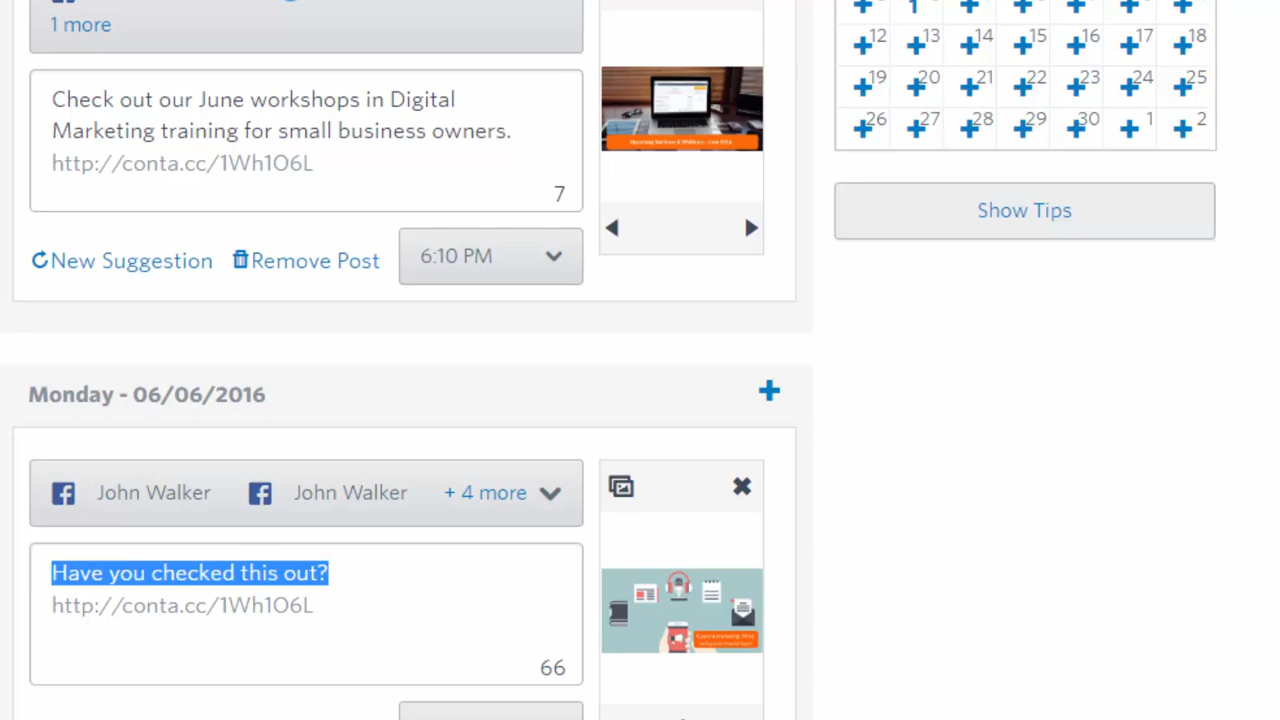 1 more
Check out our June workshops in Digital
Marketing training for small business owners.
http://conta.cc/1Wh1O6L
7
New Suggestion
Remove Post
6:10 PM
12 13 14 15 16 17 18
19 20 21 22 23 24 25
26 27 28 29 30 1 2
Show Tips
Monday - 06/06/2016
John Walker
John Walker
+ 4 more
Have you checked this out?
http://conta.cc/1Wh1O6L
66